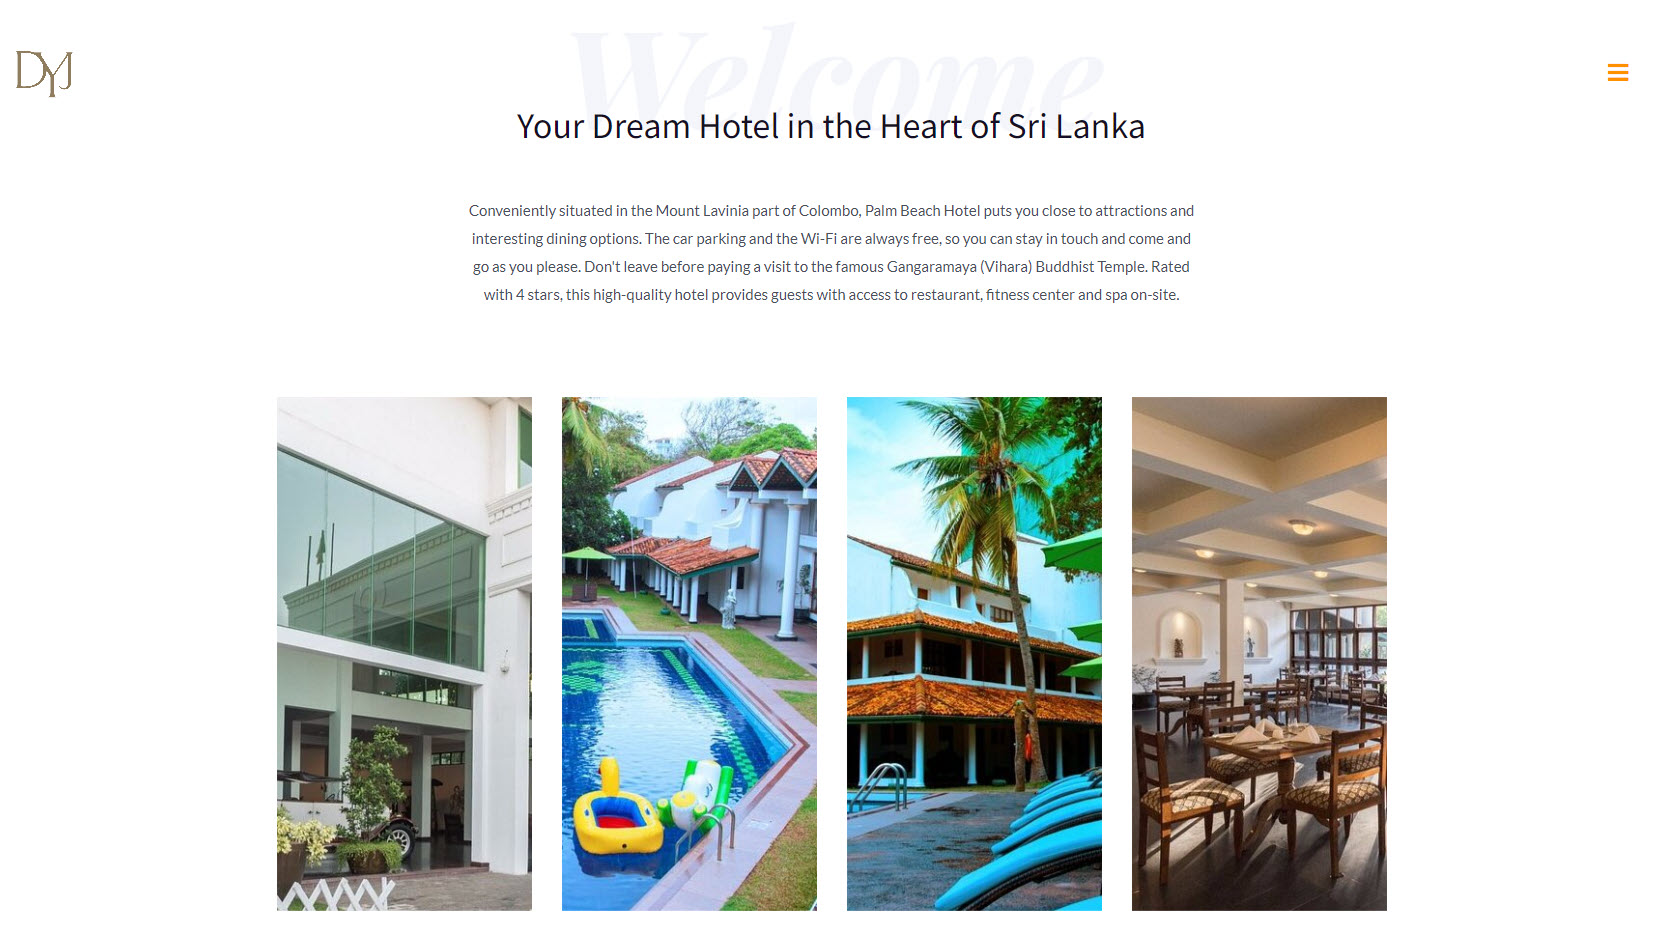 Welcome
DYJ
Your Dream Hotel in the Heart of Sri Lanka
Conveniently situated in the Mount Lavinia part of Colombo, Palm Beach Hotel puts you close to attractions and
interesting dining options. The car parking and the Wi-Fi are always free, so you can stay in touch and come and
go as you please. Don't leave before paying a visit to the famous Gangaramaya (Vihara) Buddhist Temple. Rated
with 4 stars, this high-quality hotel provides guests with access to restaurant, fitness center and spa on-site.